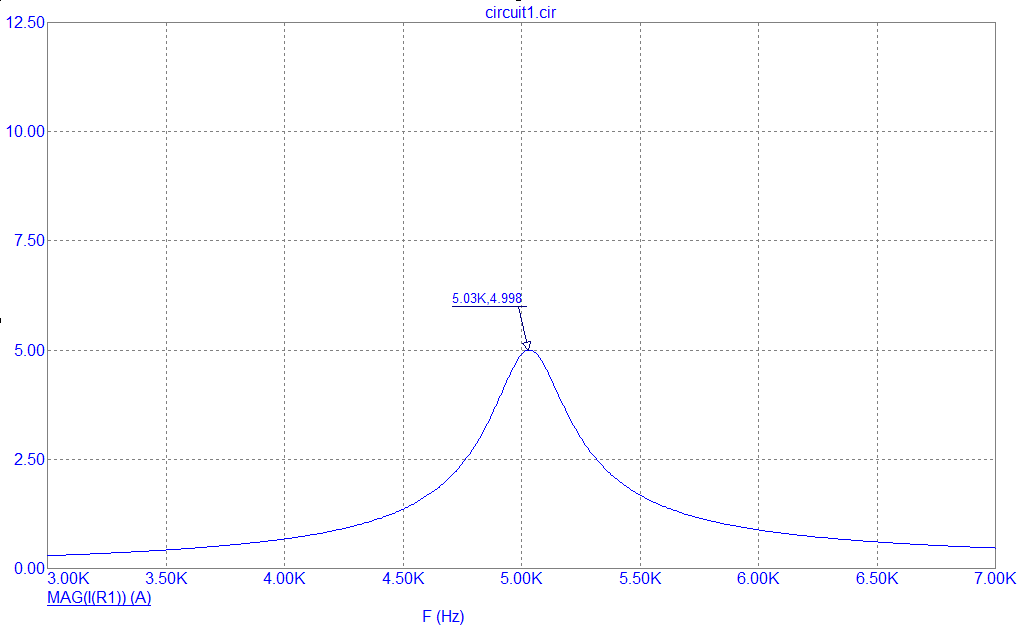 circuit1.cir
12.50
10.00
7.50
5.03K,4.998
5.00
2.50
0.00
3.00K 3.50K 4.00K 4.50K 5.00K 5.50K 6.00K 6.50K 7.00K
MAG(I(R1)) (A)
F (Hz)